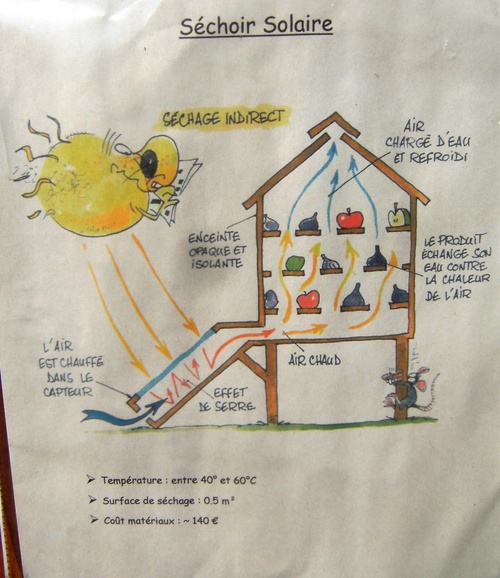 Séchoir Solaire
SÉCHAGE INDIRECT
AIR
CHARGÉ D'EAU
ET REFROIDI
ENCEINTE
OPAQUE ET
ISOLANTE
LE PRODUIT
ÉCHANGE SON
EAU CONTRE
LA CHALEUR
DE L'AIR
L'AIR
EST CHAUFFÉ
DANS LE
CAPTEUR
AIR CHAUD
EFFET
DE SERRE
➢ Température : entre 40° et 60°C
➢ Surface de séchage : 0.5 m²
➢ Coût matériaux : ~ 140 €